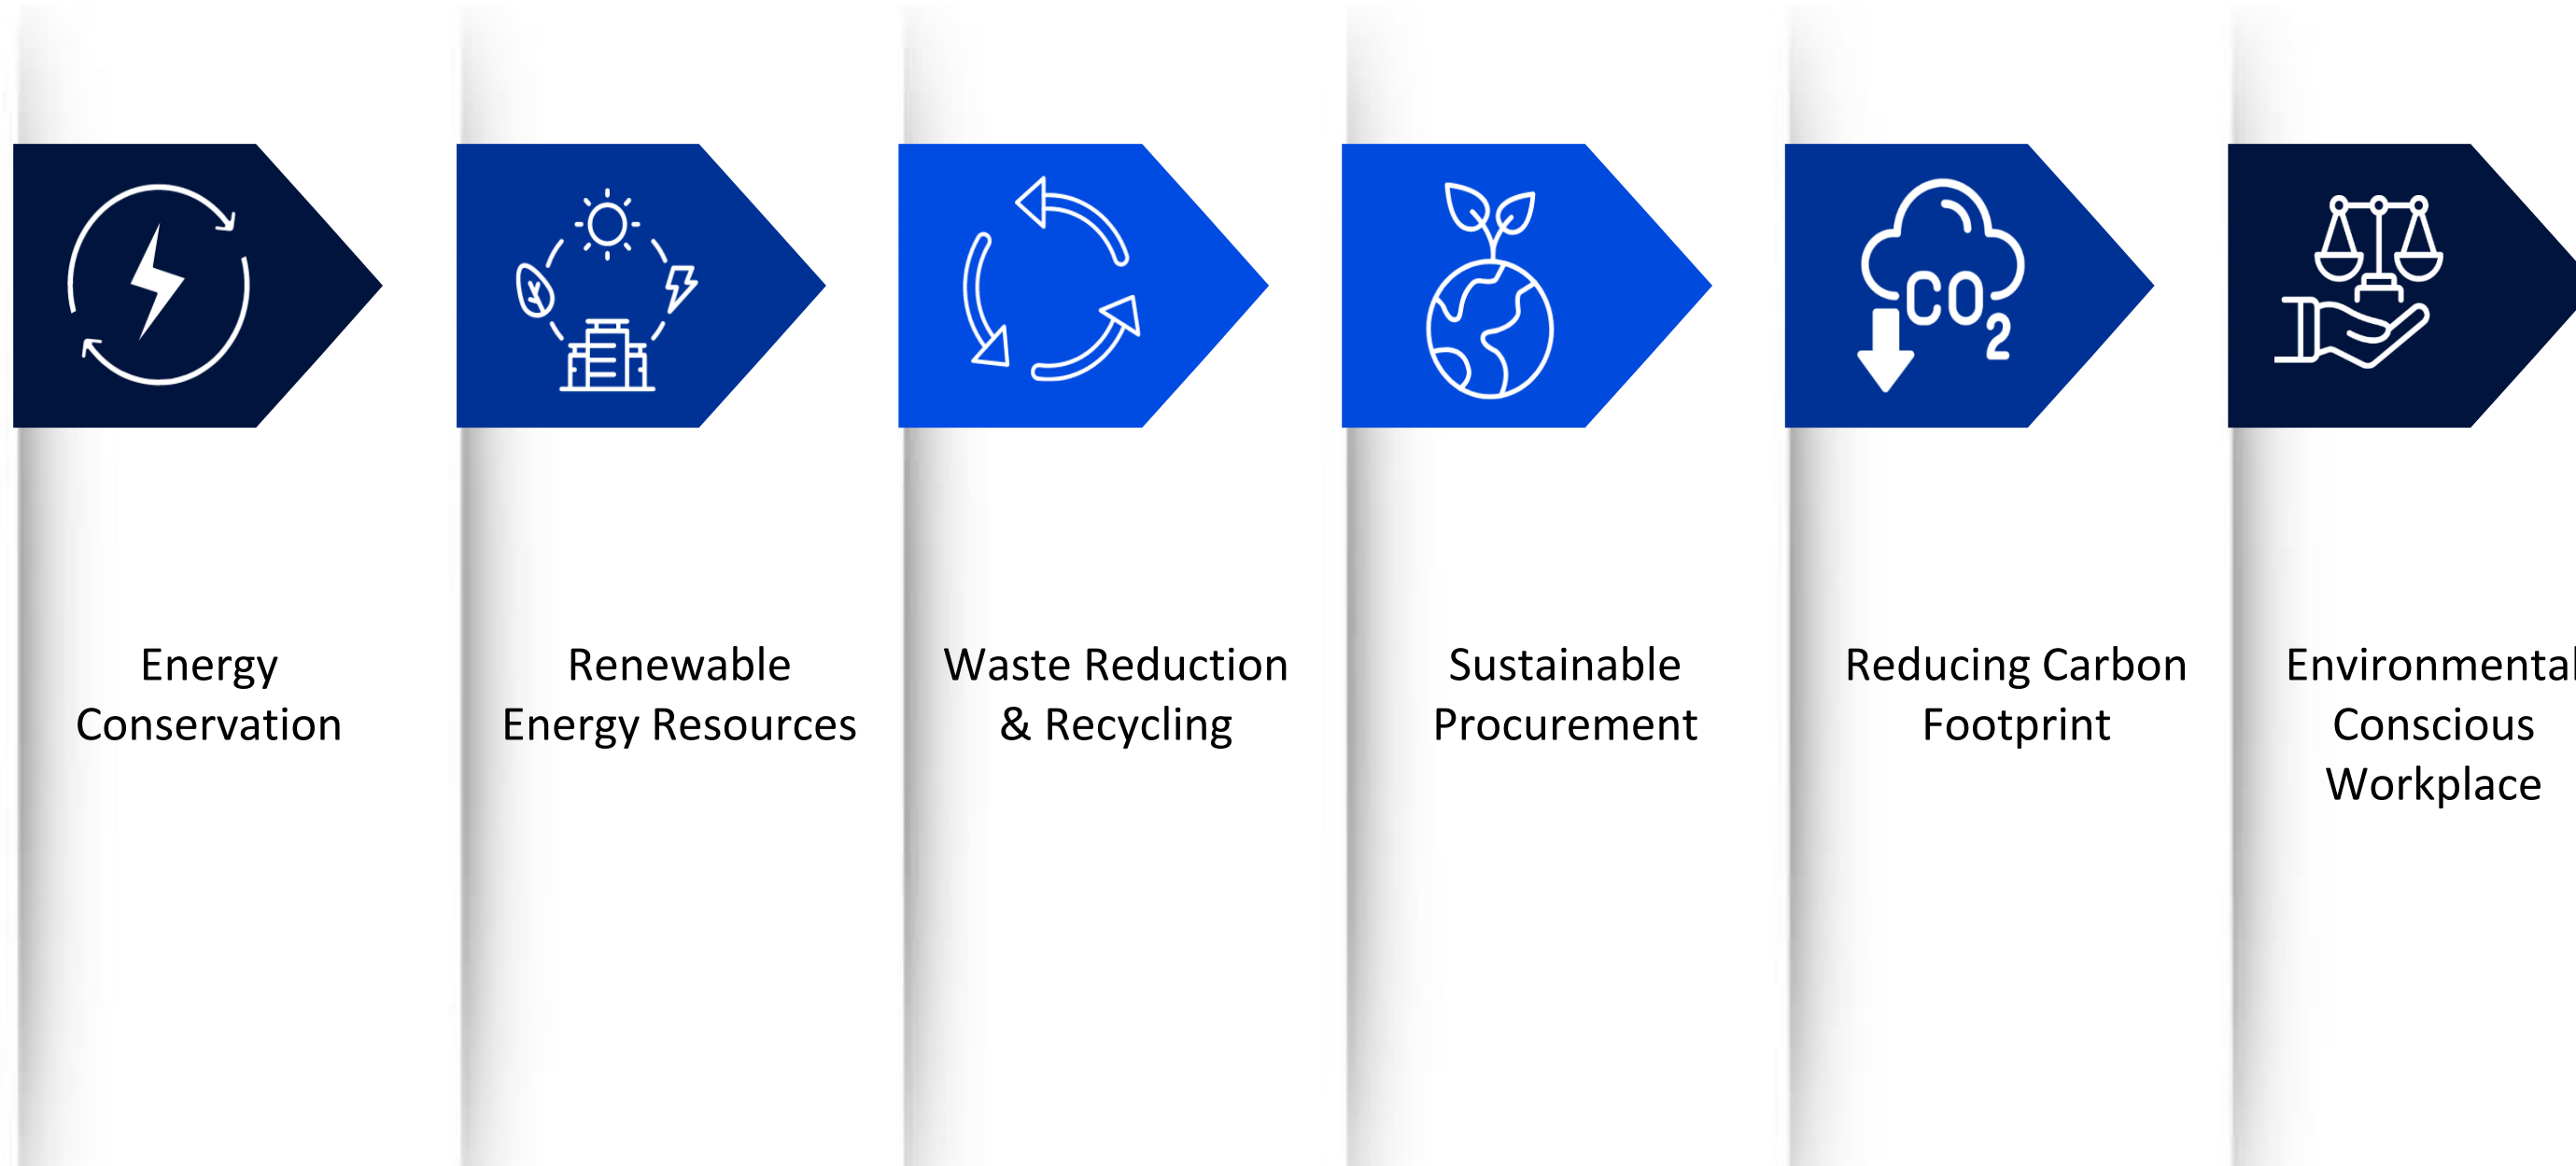 CO2
Energy
Conservation
Renewable
Energy Resources
Waste Reduction
& Recycling
Sustainable
Procurement
Reducing Carbon
Footprint
Environmental
Conscious
Workplace